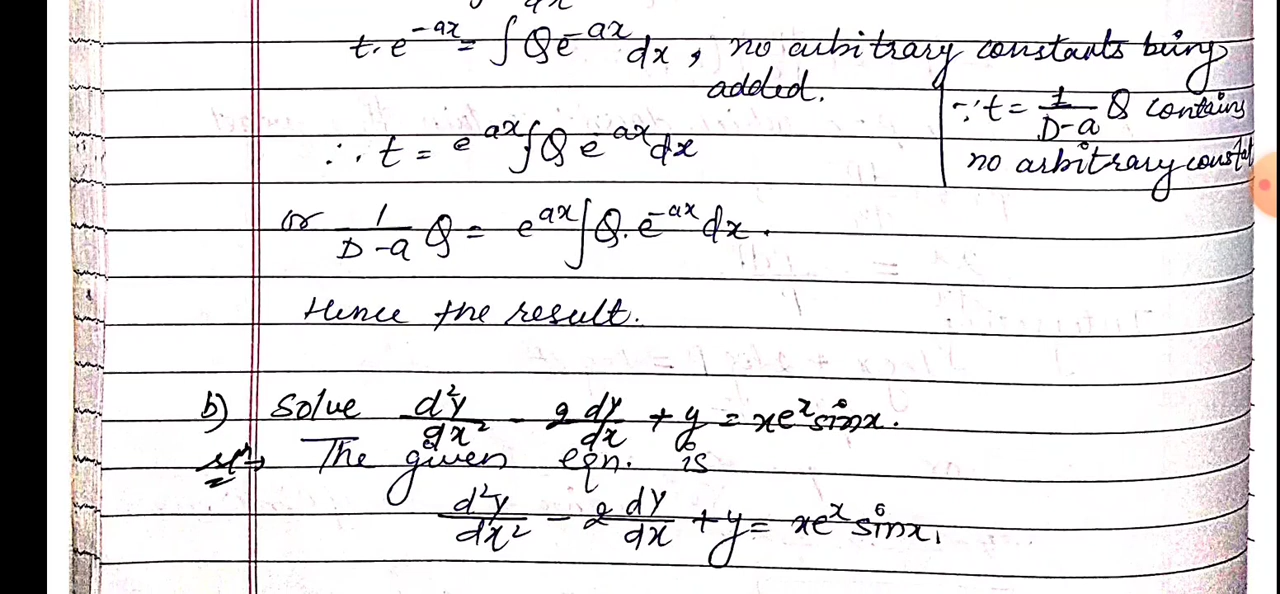 t. e^-ax = ∫ Q e^-ax dx, no arbitrary constants being added.
∵ t = 1/(D-a) Q contains no arbitrary constat
∴ t = e^ax ∫ Q e^-ax dx
or 1/(D-a) Q = e^ax ∫ Q. e^-ax dx.
Hence the result.
b) Solve d²y/dx² - 2 dy/dx + y = xe^x sinx.
The given eqn. is
d²y/dx² - 2 dy/dx + y = xe^x sinx,